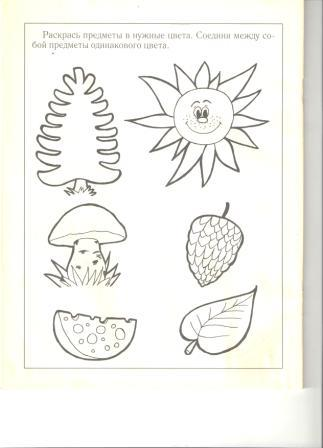 Раскрась предметы в нужные цвета. Соедини между со-
бой предметы одинакового цвета.